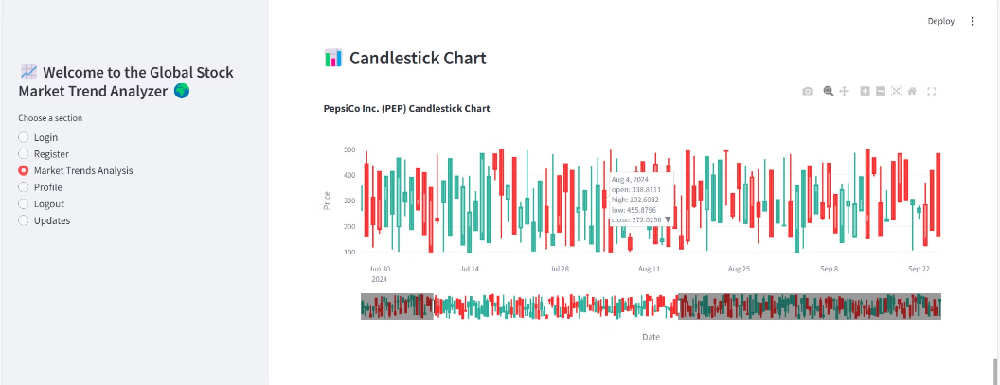 Deploy
Welcome to the Global Stock
Market Trend Analyzer
Choose a section
Login
Register
Market Trends Analysis
Profile
Logout
Updates
Candlestick Chart
PepsiCo Inc. (PEP) Candlestick Chart
500
400
300
200
100
Price
Aug 4, 2024
open: 338.8111
high: 102.6082
low: 455.8796
close: 272.0256 ▼
Jun 30 Jul 14 Jul 28 Aug 11 Aug 25 Sep 8 Sep 22
2024
Date